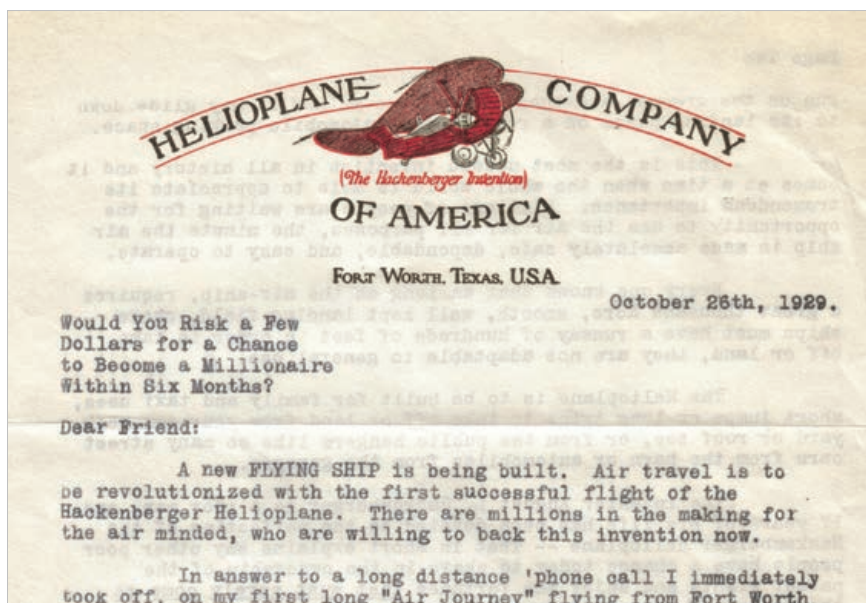 HELIOPLANE COMPANY
(The Hackenberger Invention)
OF AMERICA
FORT WORTH, TEXAS, U.S.A.
October 26th, 1929.
Would You Risk a Few
Dollars for a Chance
to Become a Millionaire
Within Six Months?
Dear Friend:
A new FLYING SHIP is being built. Air travel is to
be revolutionized with the first successful flight of the
Hackenberger Helioplane. There are millions in the making for
the air minded, who are willing to back this invention now.
In answer to a long distance 'phone call I immediately
took off, on my first long "Air Journey" flying from Fort Worth